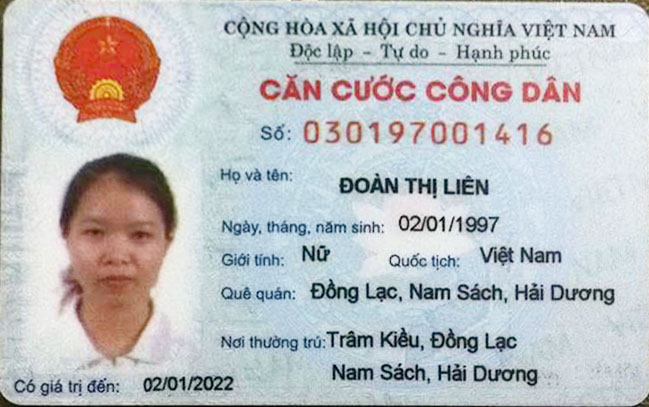 CỘNG HÒA XÃ HỘI CHỦ NGHĨA VIỆT NAM
Độc lập - Tự do - Hạnh phúc
CĂN CƯỚC CÔNG DÂN
Số: 030197001416
Họ và tên: ĐOÀN THỊ LIÊN
Ngày, tháng, năm sinh: 02/01/1997
Giới tính: Nữ Quốc tịch: Việt Nam
Quê quán: Đồng Lạc, Nam Sách, Hải Dương
Nơi thường trú: Trâm Kiều, Đồng Lạc
Nam Sách, Hải Dương
Có giá trị đến: 02/01/2022